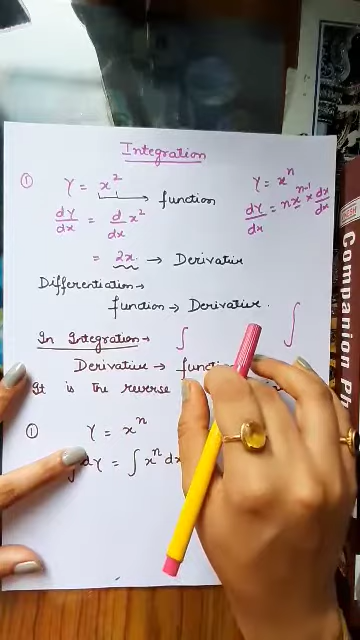 Integration
① Y = x² → function
dy/dx = d/dx x²
= 2x → Derivative
Y = xⁿ
dy/dx = nxⁿ⁻¹ × dx/dx
Differentiation →
function → Derivative.
In Integration → ∫ ∫
Derivative →
It is the reverse
① Y = xⁿ
dy = ∫ xⁿ dx
Companion Ph